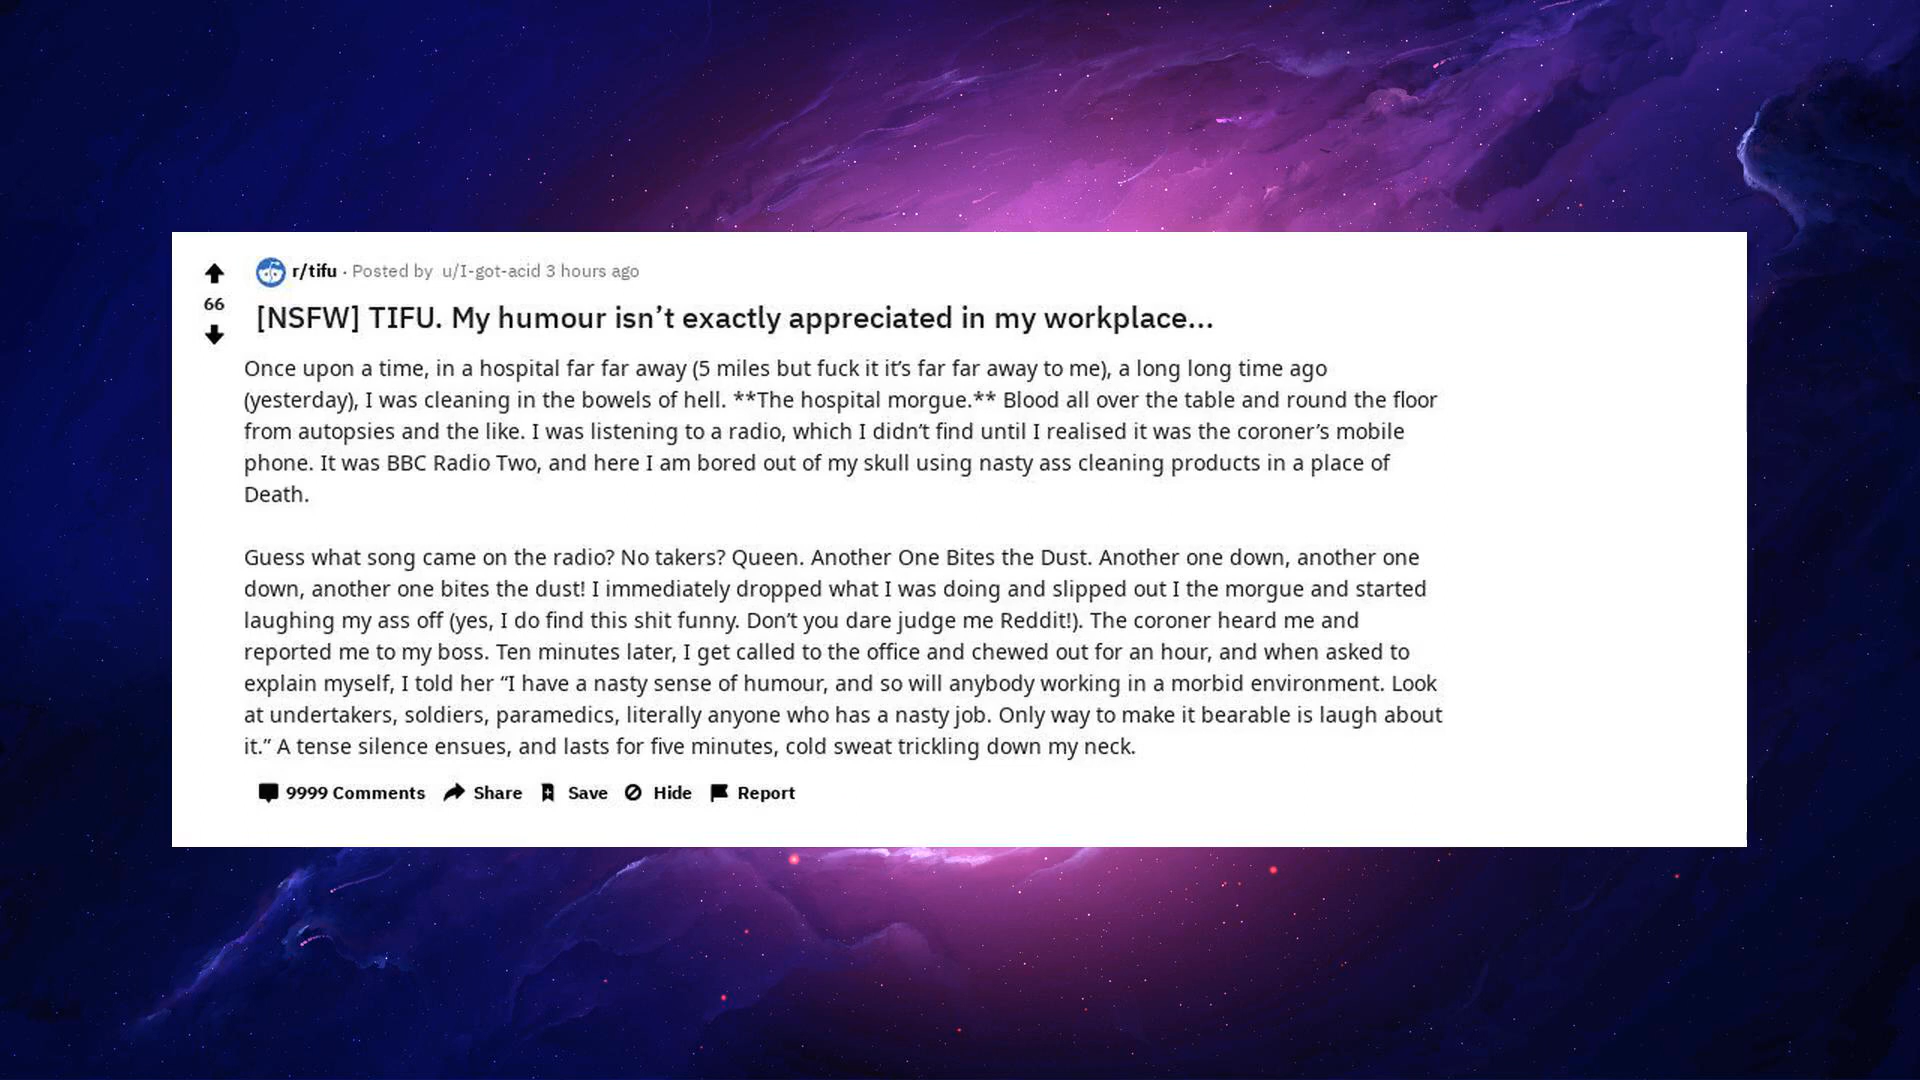 r/tifu · Posted by u/I-got-acid 3 hours ago
66
[NSFW] TIFU. My humour isn’t exactly appreciated in my workplace...
Once upon a time, in a hospital far far away (5 miles but fuck it it’s far far away to me), a long long time ago
(yesterday), I was cleaning in the bowels of hell. **The hospital morgue.** Blood all over the table and round the floor
from autopsies and the like. I was listening to a radio, which I didn’t find until I realised it was the coroner’s mobile
phone. It was BBC Radio Two, and here I am bored out of my skull using nasty ass cleaning products in a place of
Death.
Guess what song came on the radio? No takers? Queen. Another One Bites the Dust. Another one down, another one
down, another one bites the dust! I immediately dropped what I was doing and slipped out I the morgue and started
laughing my ass off (yes, I do find this shit funny. Don’t you dare judge me Reddit!). The coroner heard me and
reported me to my boss. Ten minutes later, I get called to the office and chewed out for an hour, and when asked to
explain myself, I told her “I have a nasty sense of humour, and so will anybody working in a morbid environment. Look
at undertakers, soldiers, paramedics, literally anyone who has a nasty job. Only way to make it bearable is laugh about
it.” A tense silence ensues, and lasts for five minutes, cold sweat trickling down my neck.
9999 Comments Share Save Hide Report